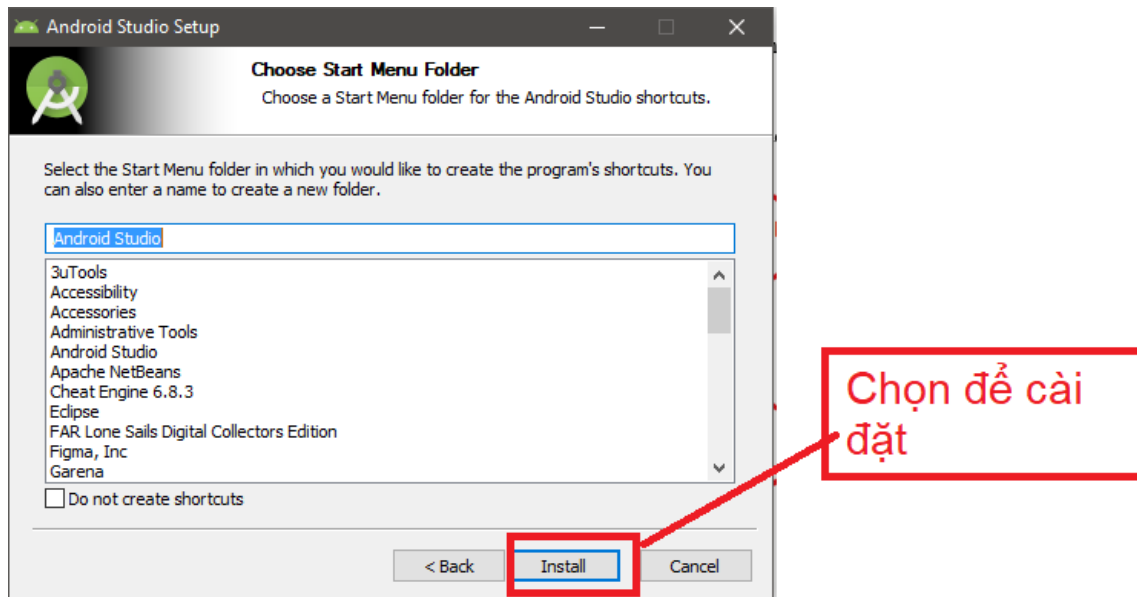 Android Studio Setup
Choose Start Menu Folder
Choose a Start Menu folder for the Android Studio shortcuts.
Select the Start Menu folder in which you would like to create the program's shortcuts. You
can also enter a name to create a new folder.
Android Studio
3uTools
Accessibility
Accessories
Administrative Tools
Android Studio
Apache NetBeans
Cheat Engine 6.8.3
Eclipse
FAR Lone Sails Digital Collectors Edition
Figma, Inc
Garena
Do not create shortcuts
< Back
Install
Cancel
Chọn để cài
đặt